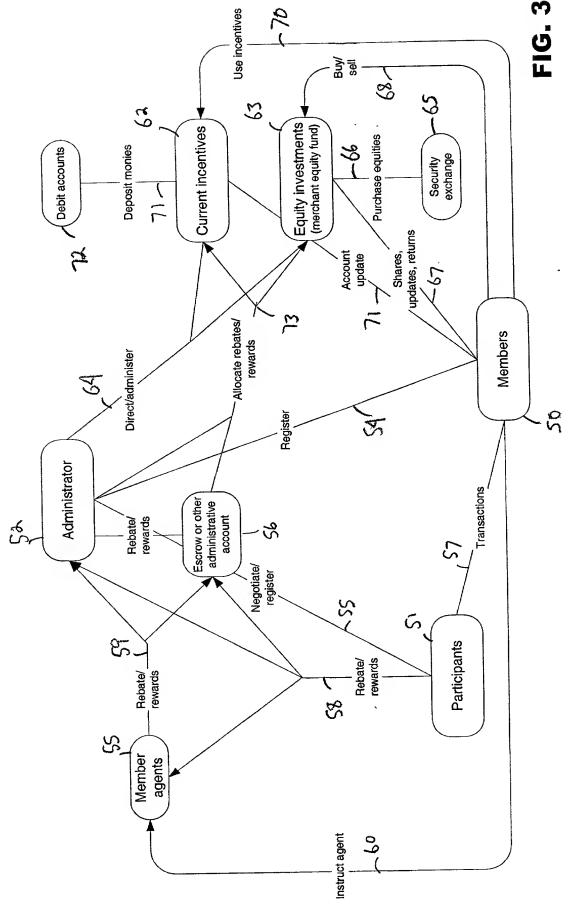 FIG. 3
70
Use incentives
Buy/
sell
68
62
Current incentives
63
Equity investments
(merchant equity fund)
65
Security
exchange
66
Purchase equities
Debit accounts
72
Deposit monies
71
Account
update
71
Shares,
updates, returns
67
73
Allocate rebates/
rewards
64
Direct/administer
Register
54
Members
50
52
Administrator
Rebate/
rewards
Escrow or other
administrative
account
56
Negotiate/
register
55
57
Transactions
51
Participants
Rebate/
rewards
58
59
Rebate/
rewards
55
Member
agents
Instruct agent
60